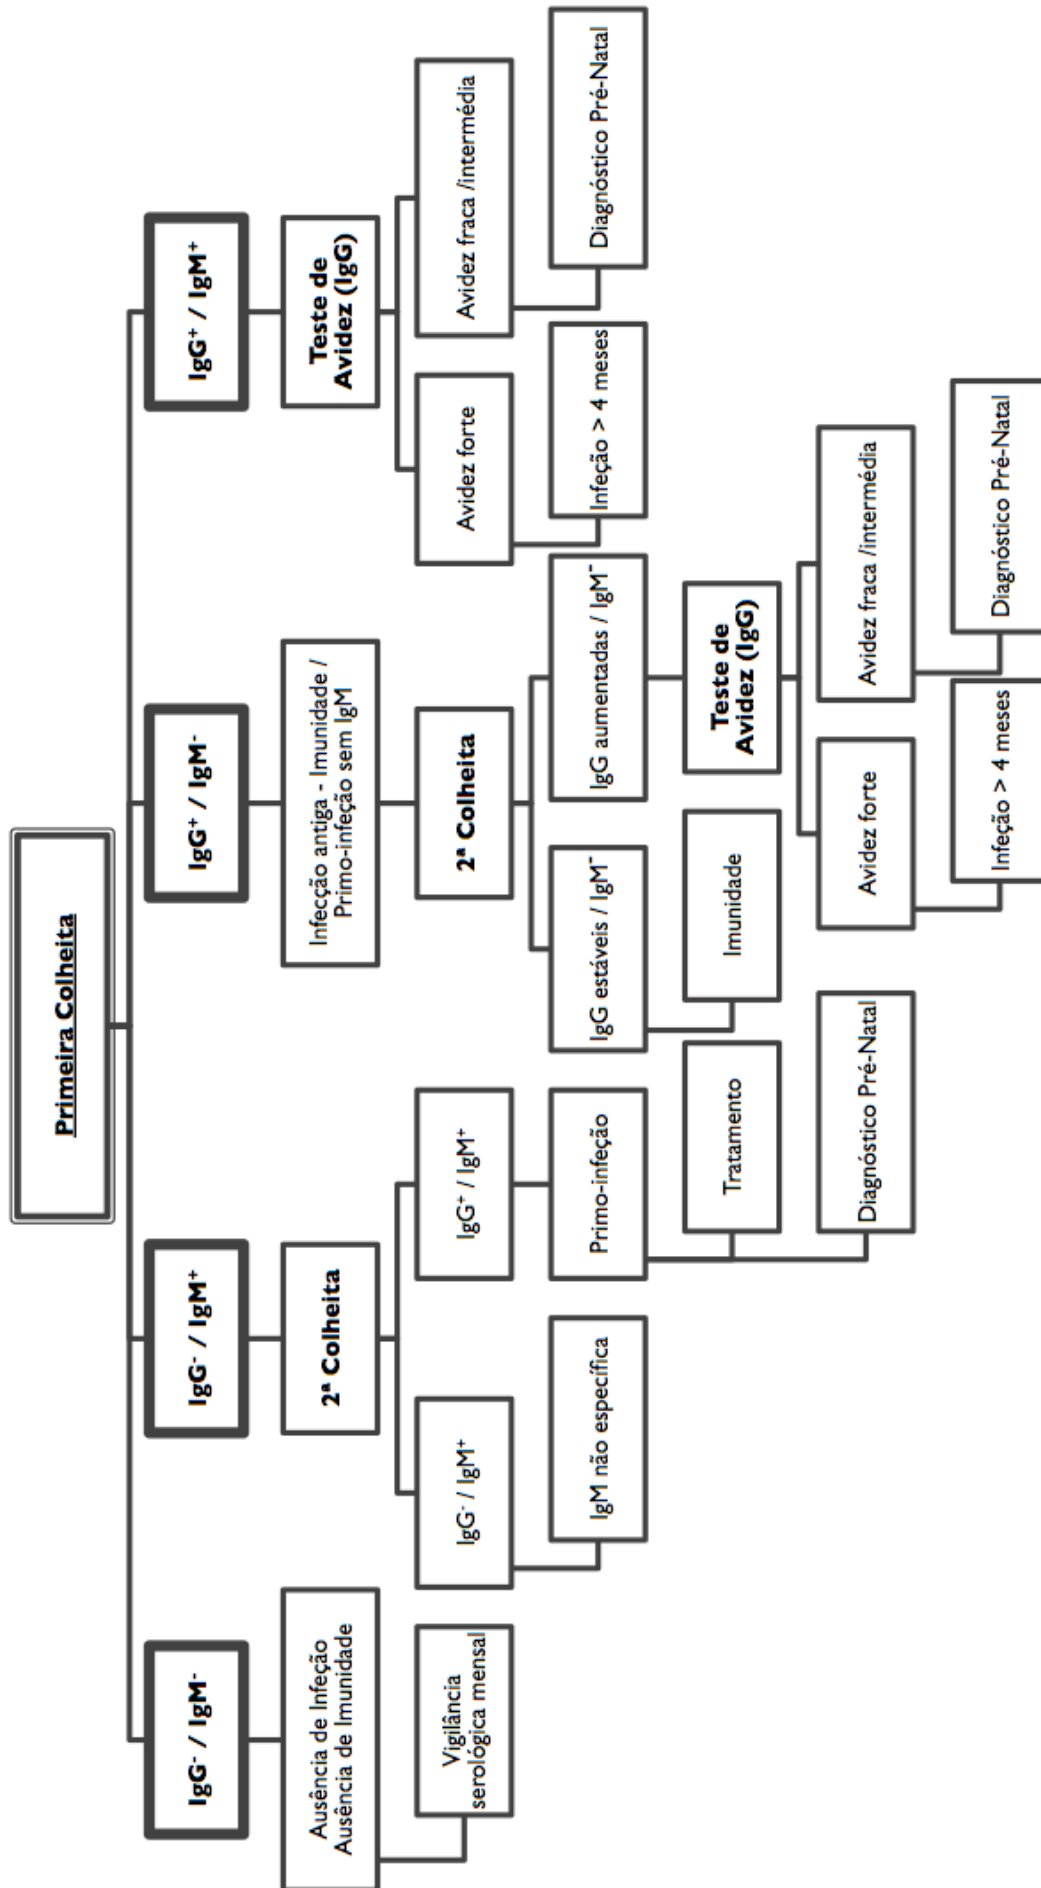 Primeira Colheita
IgG⁻ / IgM⁻
Ausência de Infeção
Ausência de Imunidade
Vigilância
serológica mensal
IgG⁻ / IgM⁺
2ª Colheita
IgG⁻ / IgM⁺
IgM não específica
IgG⁺ / IgM⁺
Primo-infeção
Tratamento
Diagnóstico Pré-Natal
IgG⁺ / IgM⁻
Infecção antiga - Imunidade /
Primo-infeção sem IgM
2ª Colheita
IgG estáveis / IgM⁻
Imunidade
IgG aumentadas / IgM⁻
Teste de
Avidez (IgG)
Avidez forte
Infeção > 4 meses
Avidez fraca /intermédia
Diagnóstico Pré-Natal
IgG⁺ / IgM⁺
Teste de
Avidez (IgG)
Avidez forte
Infeção > 4 meses
Avidez fraca /intermédia
Diagnóstico Pré-Natal